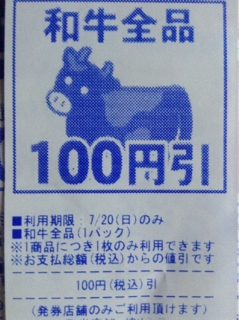 和牛全品
100円引
■利用期限:7/20(日)のみ
■和牛全品(1パック)
※1商品につき1枚のみ利用できます
※お支払総額(税込)からの値引です
100円(税込)引
(発券店舗のみご利用頂けます)